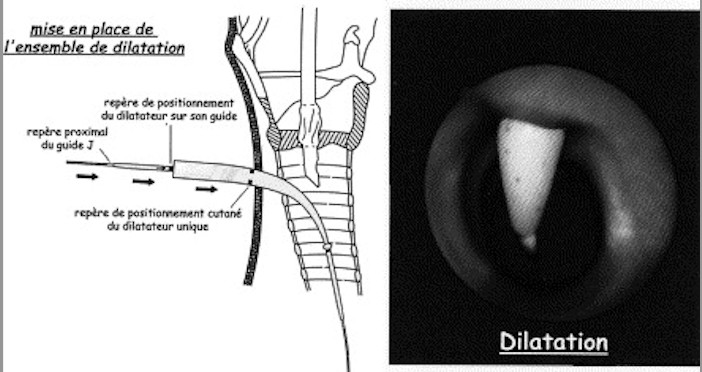 mise en place de
l'ensemble de dilatation
repère de positionnement
du dilatateur sur son guide
repère proximal
du guide J
repère de positionnement cutané
du dilatateur unique
Dilatation